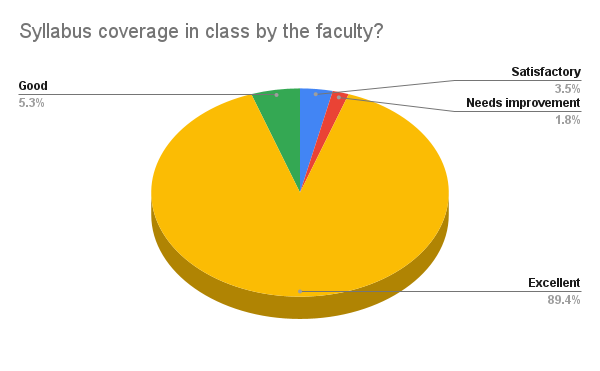 Syllabus coverage in class by the faculty?
Good
5.3%
Satisfactory
3.5%
Needs improvement
1.8%
Excellent
89.4%